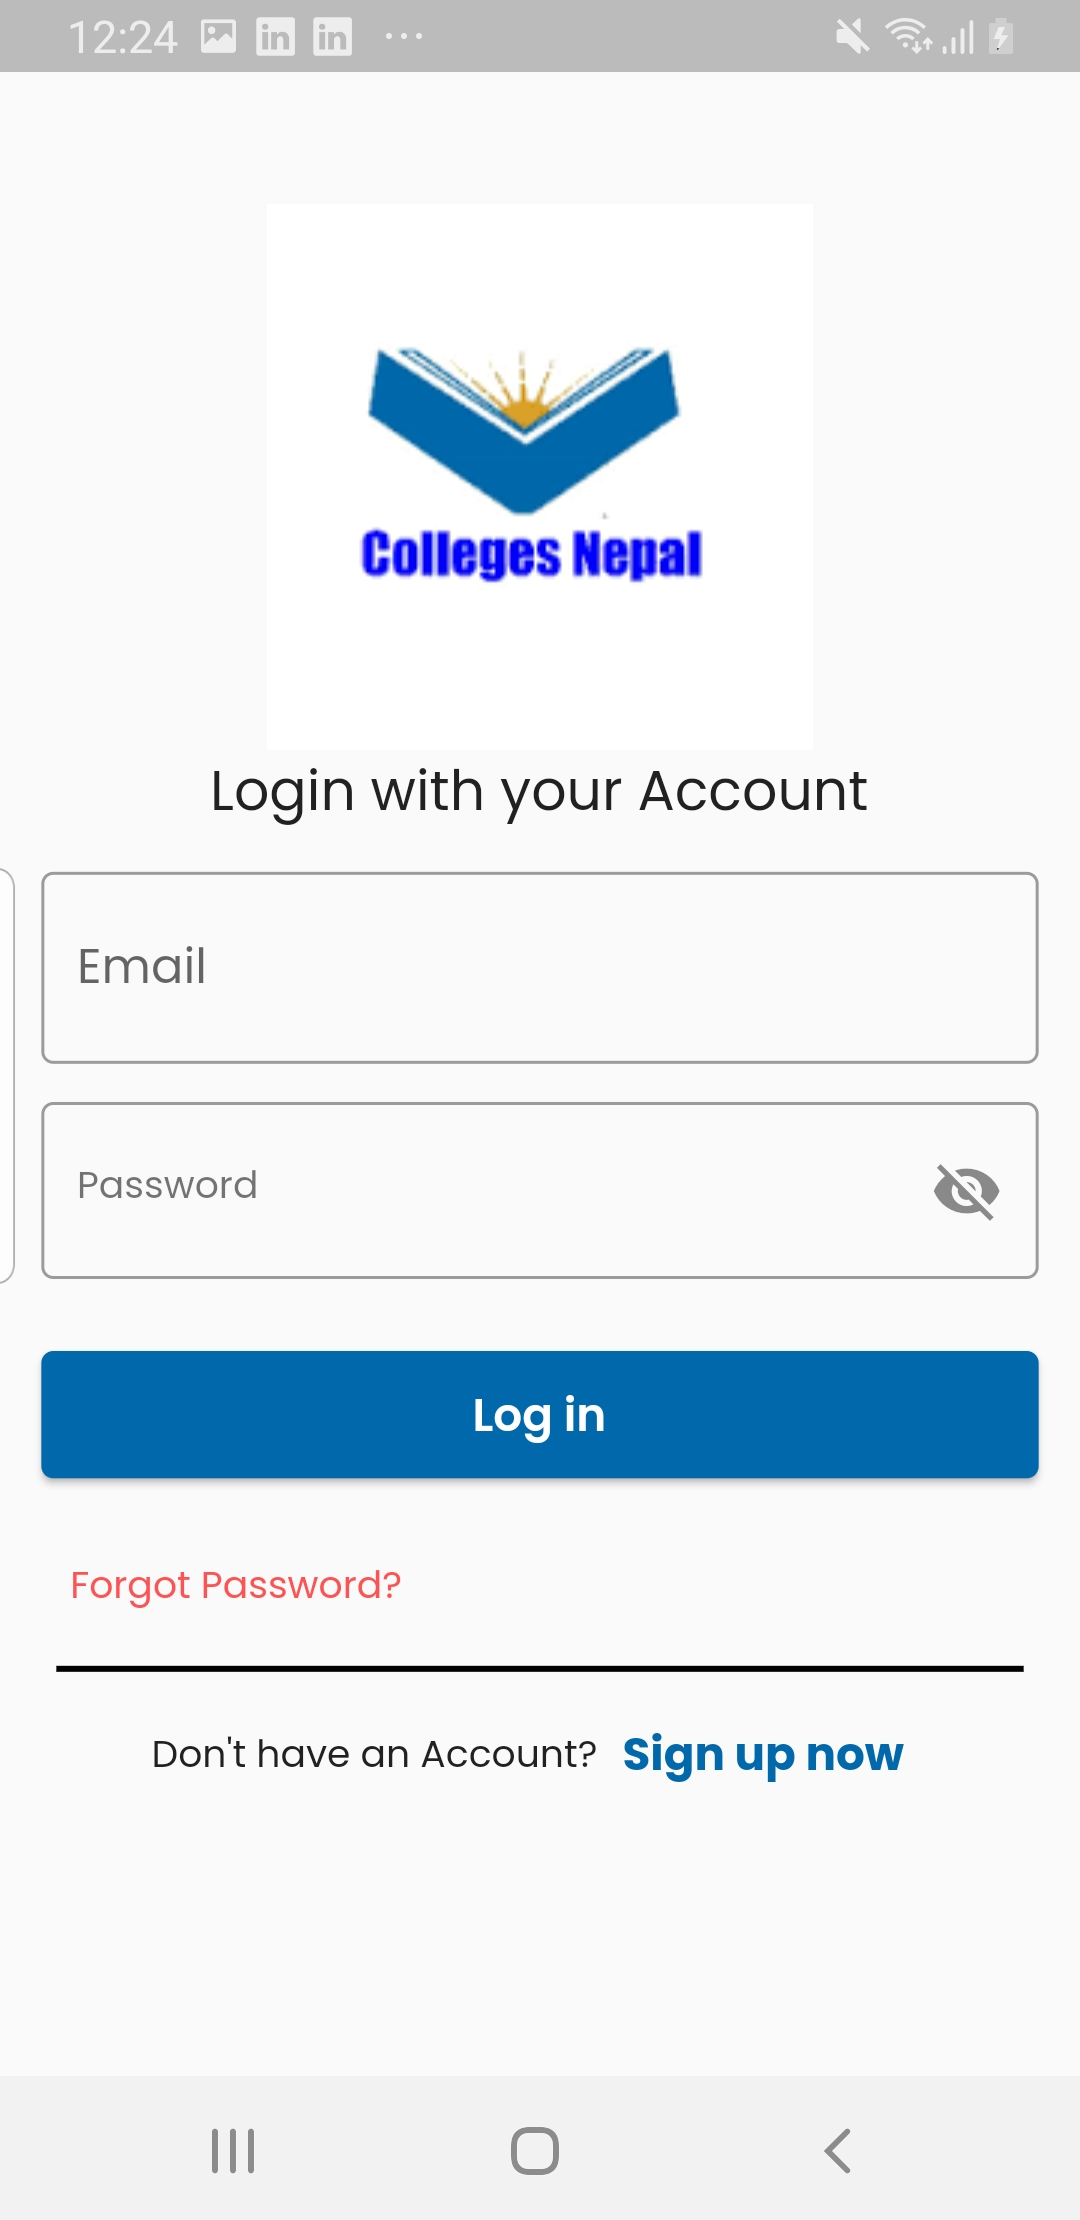 12:24
Colleges Nepal
Login with your Account
Email
Password
Log in
Forgot Password?
Don't have an Account? Sign up now